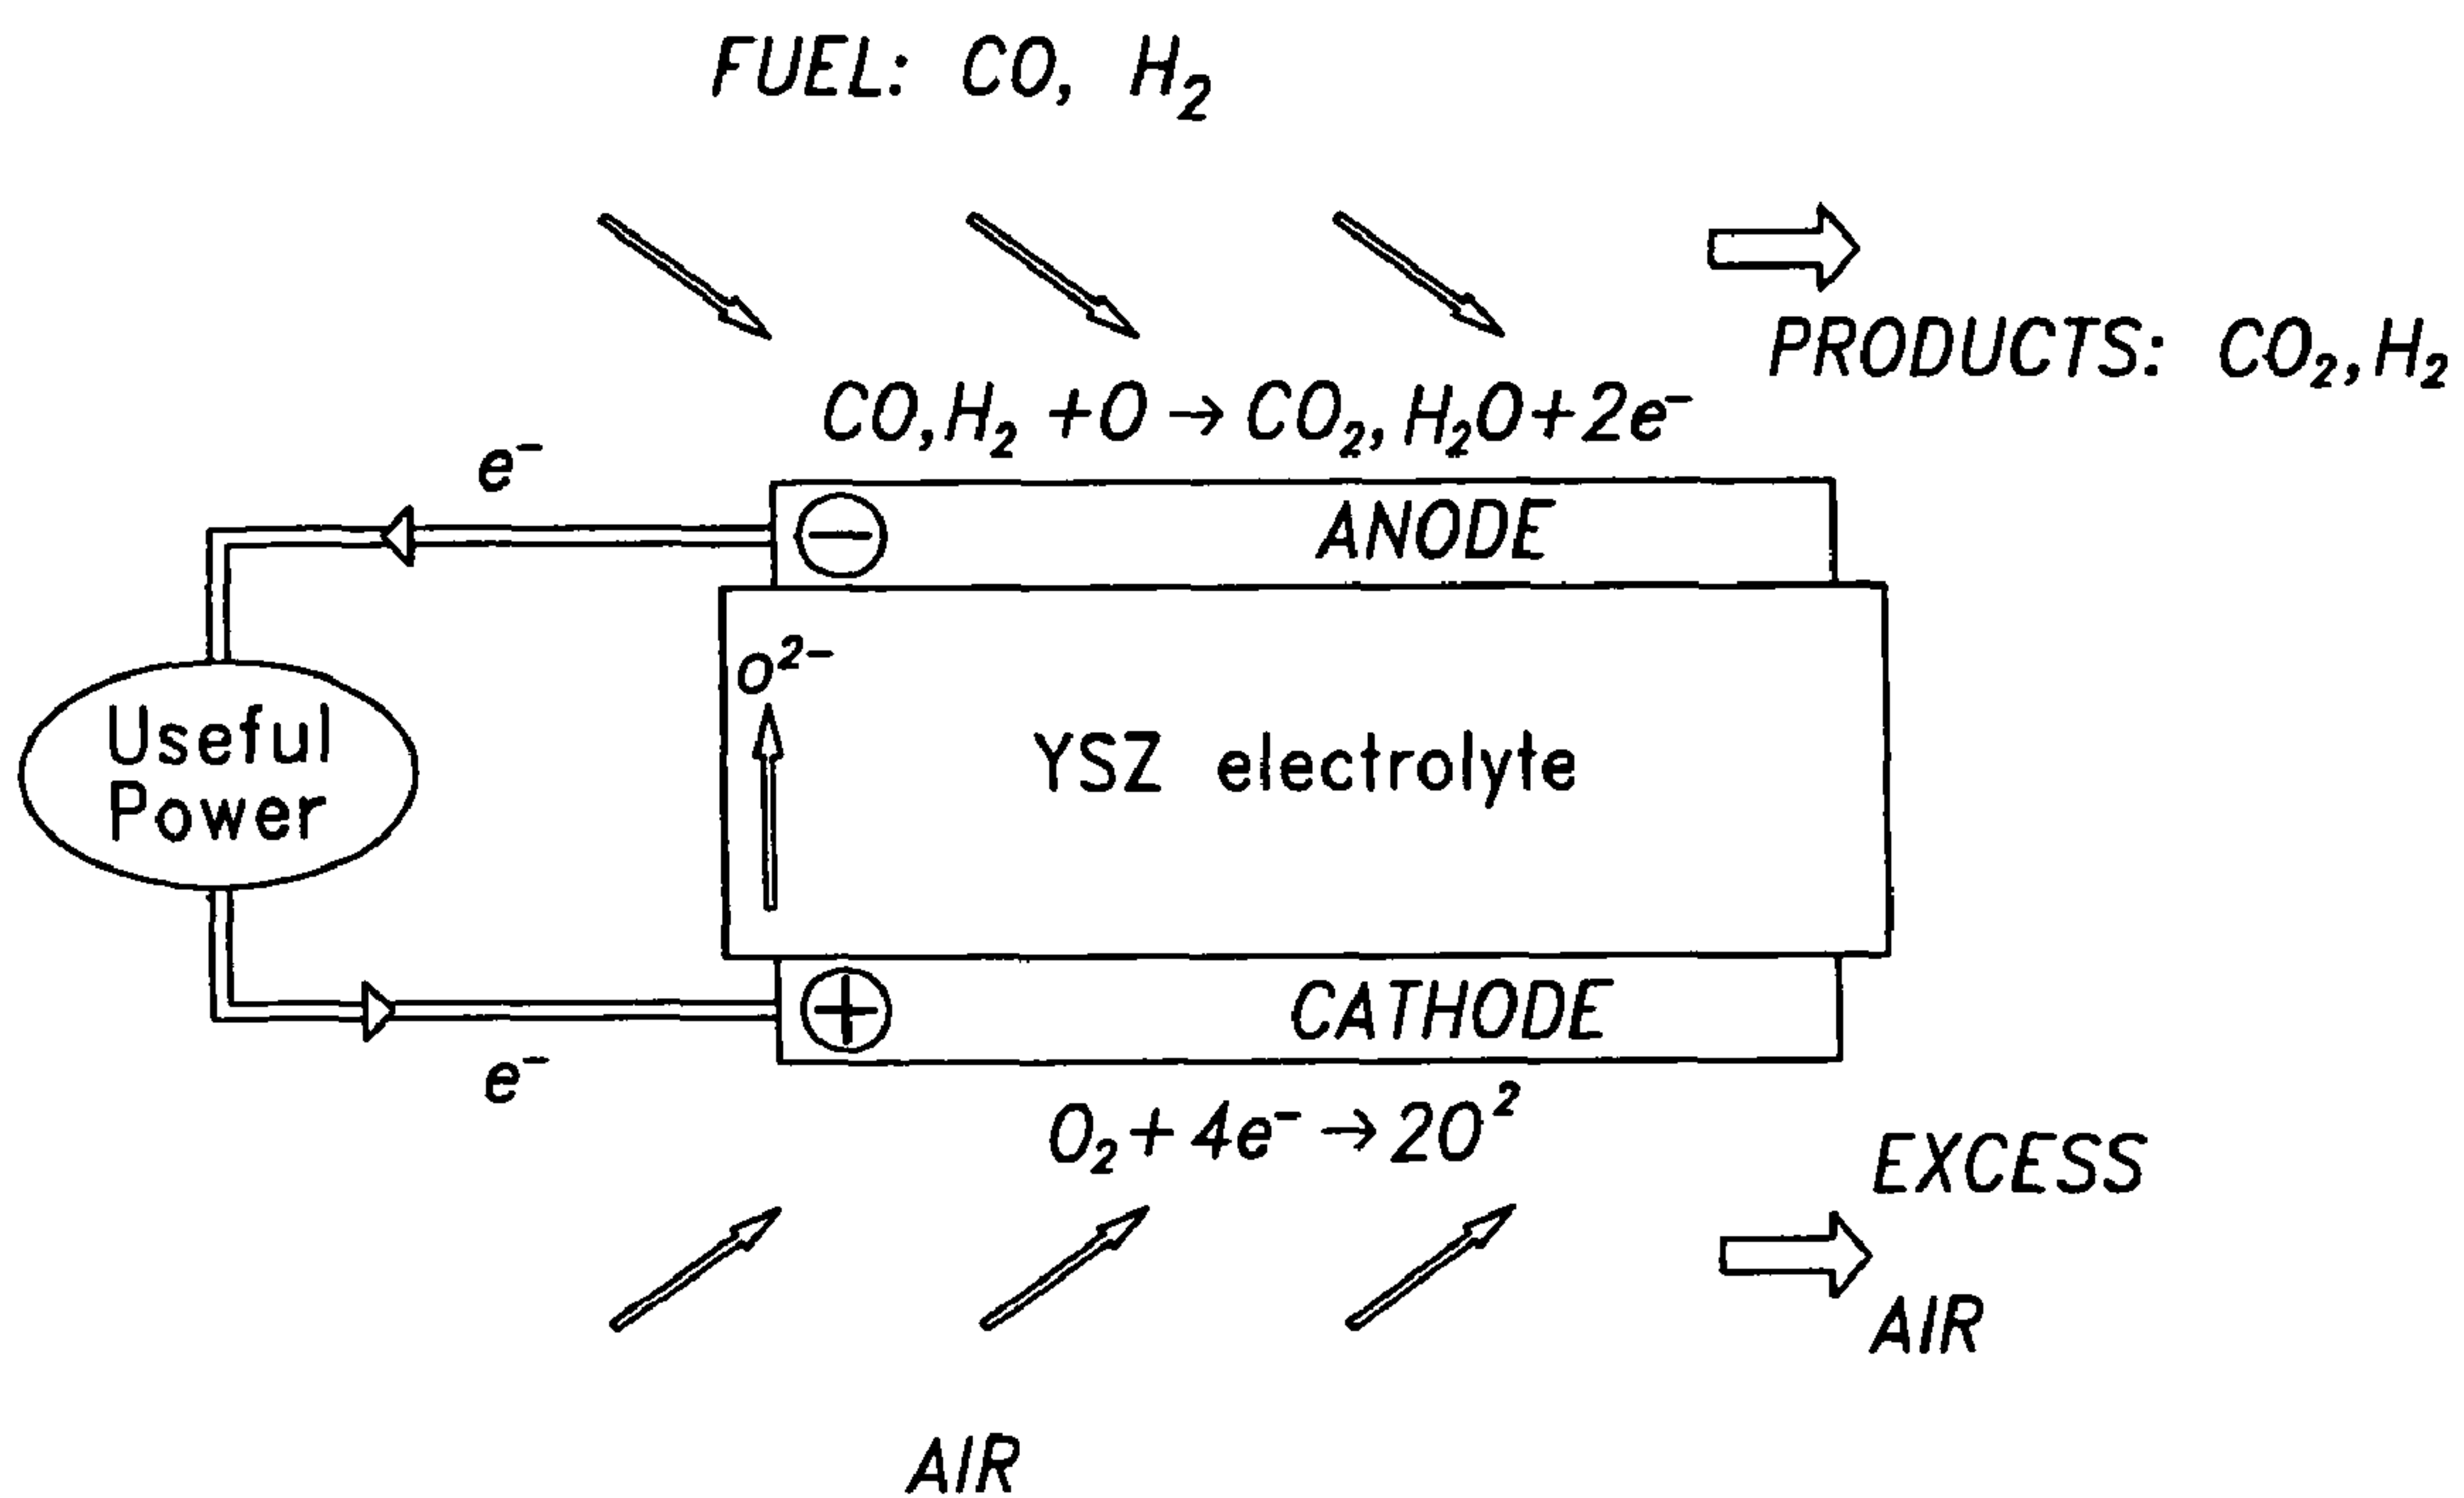 FUEL: CO, H₂
PRODUCTS: CO₂,H₂
CO,H₂ +O → CO₂, H₂O+2e⁻
e⁻
⊖ ANODE
O²⁻
Useful
Power
YSZ electrolyte
⊕ CATHODE
e⁻
O₂+4e⁻→2O²
EXCESS
AIR
AIR